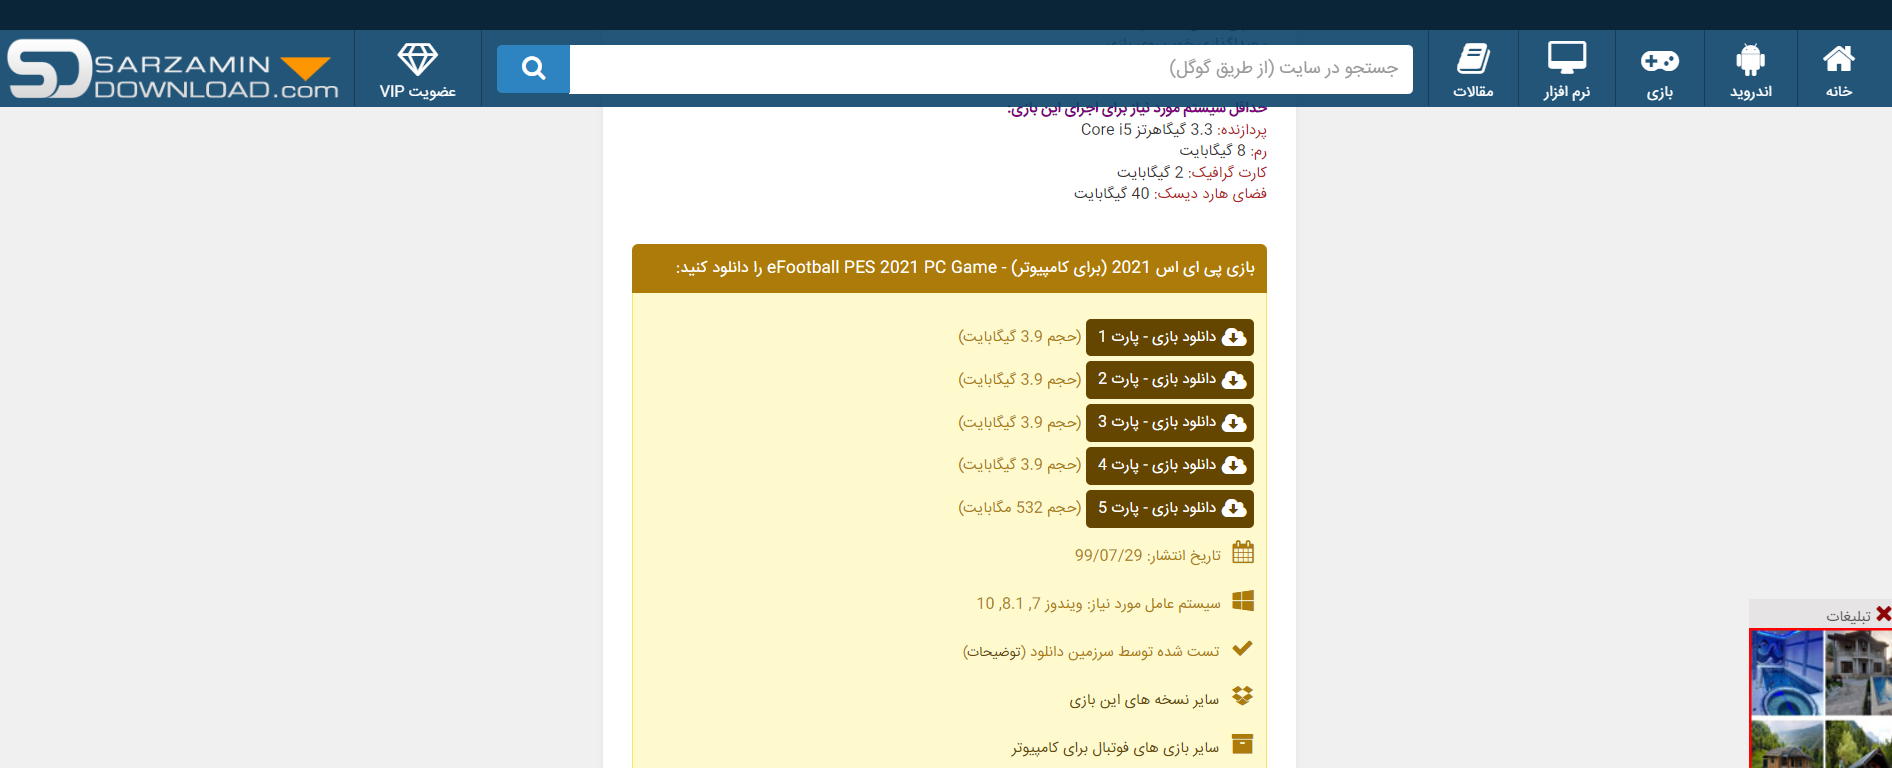 SARZAMIN
DOWNLOAD.com
عضویت VIP
جستجو در سایت (از طریق گوگل)
مقالات
نرم افزار
بازی
اندروید
خانه
حداقل سیستم مورد نیاز برای اجرای این بازی:
پردازنده: 3.3 گیگاهرتز Core i5
رم: 8 گیگابایت
کارت گرافیک: 2 گیگابایت
فضای هارد دیسک: 40 گیگابایت
بازی پی ای اس 2021 (برای کامپیوتر) - eFootball PES 2021 PC Game را دانلود کنید:
دانلود بازی - پارت 1 (حجم 3.9 گیگابایت)
دانلود بازی - پارت 2 (حجم 3.9 گیگابایت)
دانلود بازی - پارت 3 (حجم 3.9 گیگابایت)
دانلود بازی - پارت 4 (حجم 3.9 گیگابایت)
دانلود بازی - پارت 5 (حجم 532 مگابایت)
تاریخ انتشار: 99/07/29
سیستم عامل مورد نیاز: ویندوز 7, 8.1, 10
تست شده توسط سرزمین دانلود (توضیحات)
سایر نسخه های این بازی
سایر بازی های فوتبال برای کامپیوتر
تبلیغات